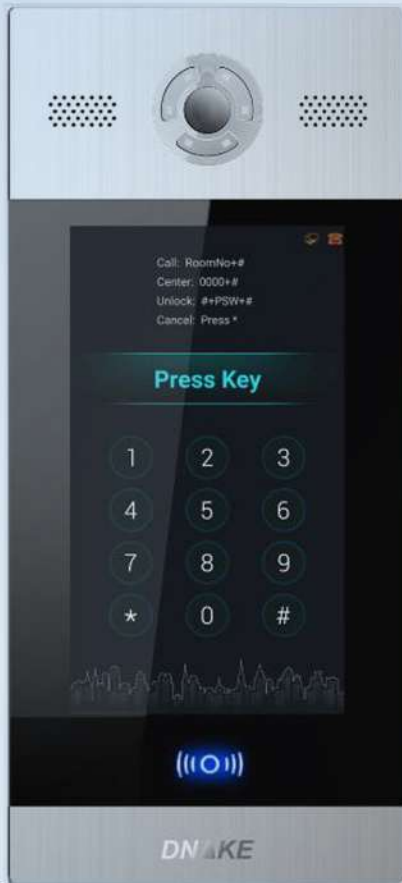 Call: RoomNo+#
Center: 0000+#
Unlock: #+PSW+#
Cancel: Press *
Press Key
1 2 3
4 5 6
7 8 9
* 0 #
DNAKE